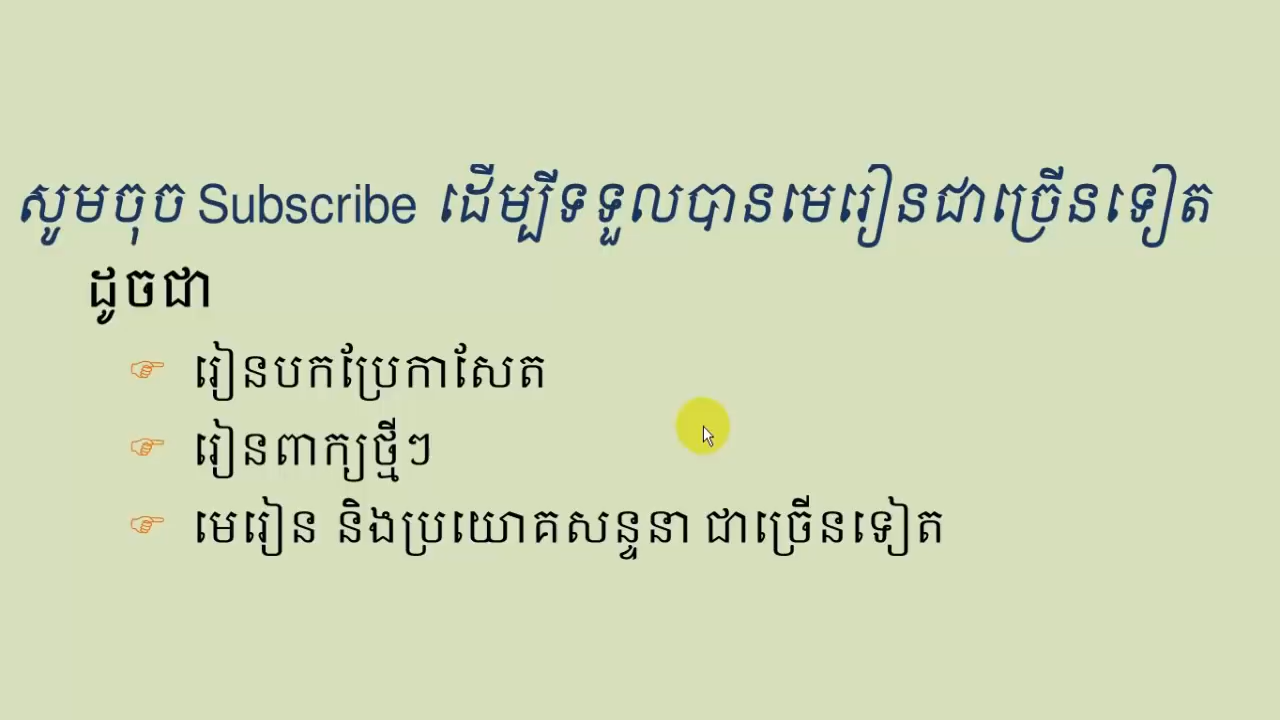 សូមចុច Subscribe ដើម្បីទទួលបានមេរៀនជាច្រើនទៀត
ដូចជា
រៀនបកប្រែកាសែត
រៀនពាក្យថ្មីៗ
មេរៀន និងប្រយោគសន្ទនា ជាច្រើនទៀត